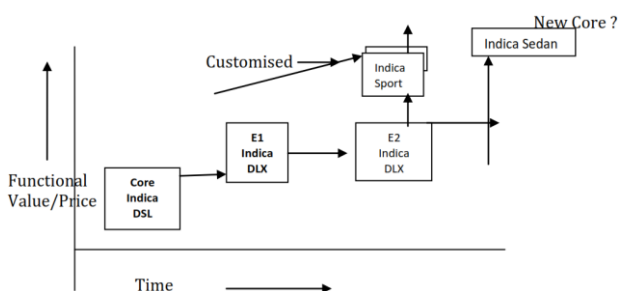 New Core ?
Indica Sedan
Customised
Indica
Sport
E1
Indica
DLX
E2
Indica
DLX
Functional
Value/Price
Core
Indica
DSL
Time